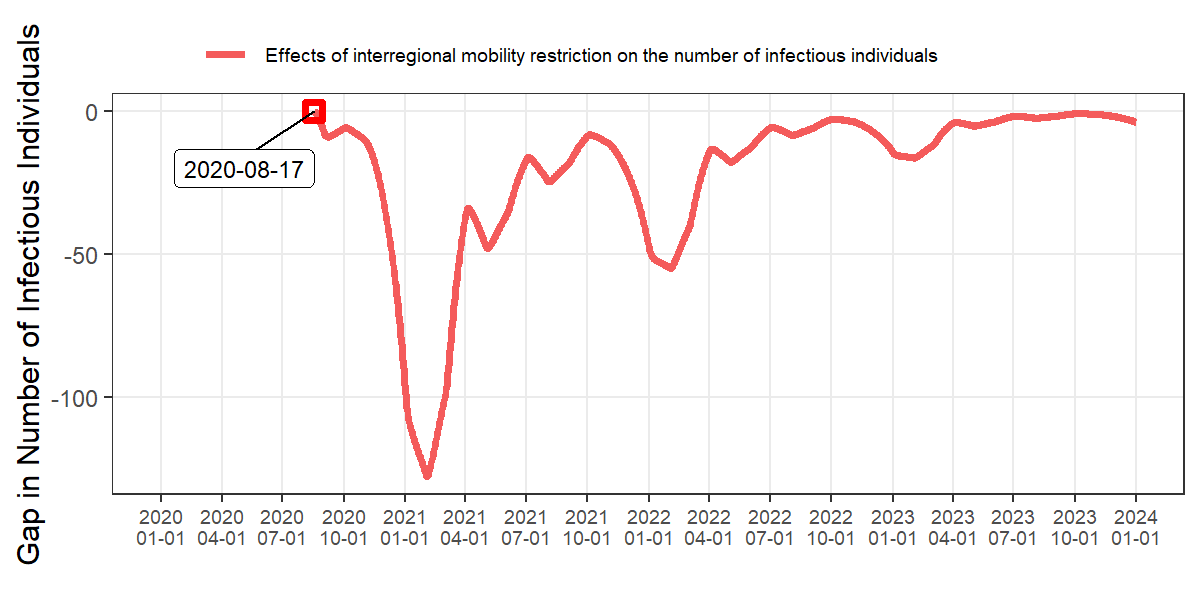 Effects of interregional mobility restriction on the number of infectious individuals
Gap in Number of Infectious Individuals
0
-50
-100
2020-08-17
2020 2020 2020 2020 2021 2021 2021 2021 2022 2022 2022 2022 2023 2023 2023 2023 2024
01-01 04-01 07-01 10-01 01-01 04-01 07-01 10-01 01-01 04-01 07-01 10-01 01-01 04-01 07-01 10-01 01-01